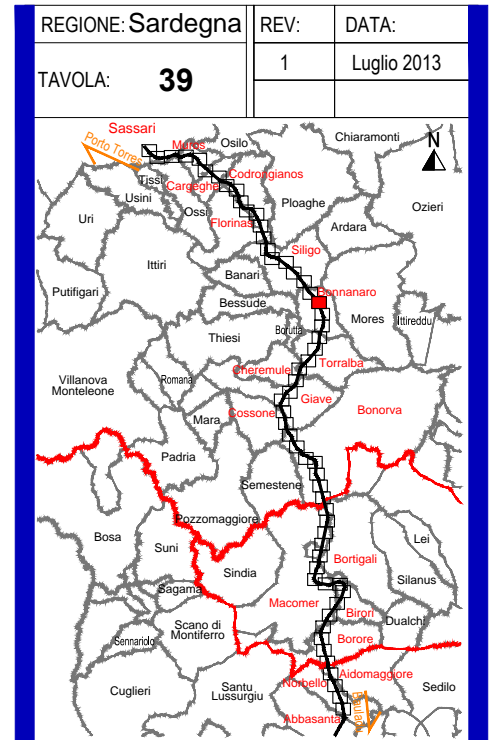 REGIONE: Sardegna
REV:
DATA:
TAVOLA: 39
1
Luglio 2013
Sassari
Porto Torres
Muros
Osilo
Chiaramonti
N
Tissi
Cargeghe
Codrongianos
Usini
Ossi
Ploaghe
Ozieri
Uri
Florinas
Ardara
Siligo
Ittiri
Banari
Putifigari
Bessude
Bonnanaro
Mores
Ittireddu
Thiesi
Borutta
Torralba
Cheremule
Villanova
Monteleone
Romana
Giave
Bonorva
Mara
Cossone
Padria
Semestene
Pozzomaggiore
Bosa
Suni
Lei
Bortigali
Sindia
Silanus
Sagama
Macomer
Birori
Dualchi
Scano di
Montiferro
Sennariolo
Borore
Aidomaggiore
Norbello
Sedilo
Cuglieri
Santu
Lussurgiu
Abbasanta